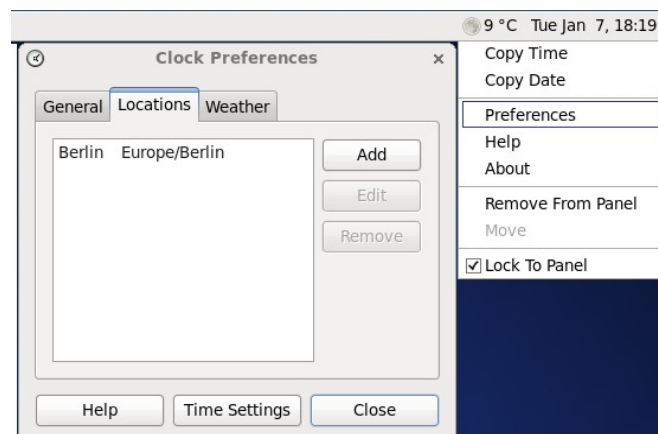 9 °C Tue Jan 7, 18:19
Clock Preferences
General Locations Weather
Berlin Europe/Berlin
Add
Edit
Remove
Help Time Settings Close
Copy Time
Copy Date
Preferences
Help
About
Remove From Panel
Move
Lock To Panel